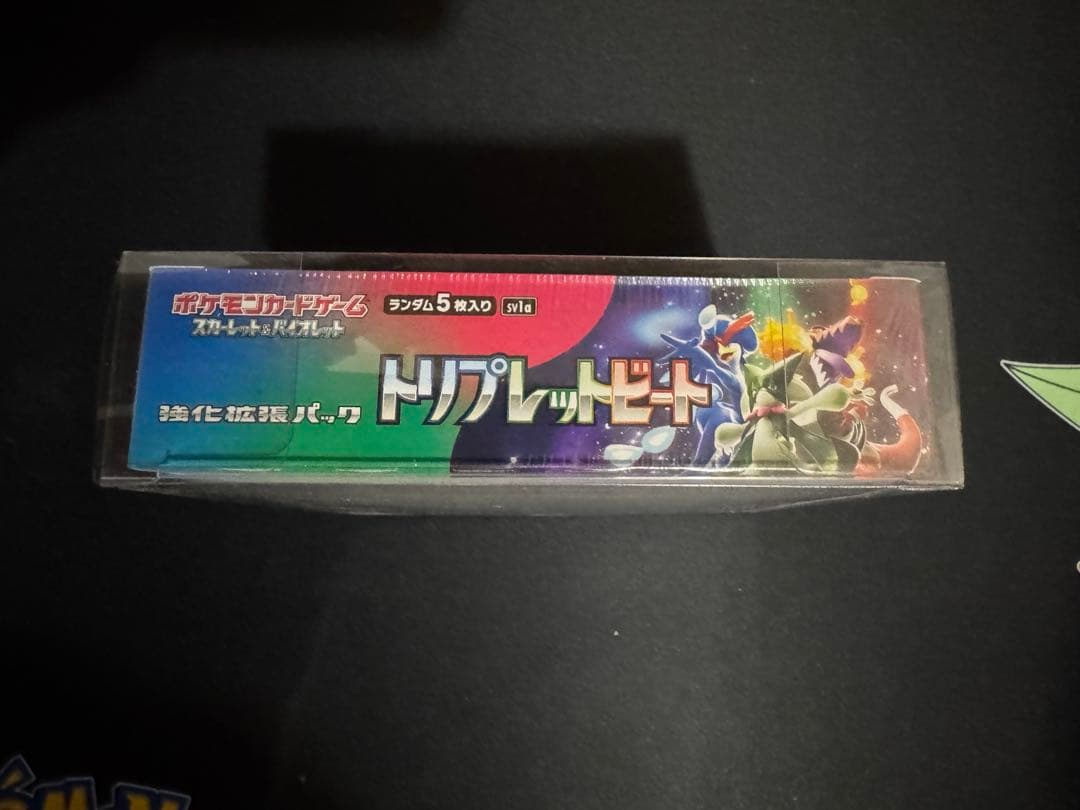 ポケモンカードゲーム
スカーレット&バイオレット
ランダム5枚入り sv1a
強化拡張パック
トリプレットビート